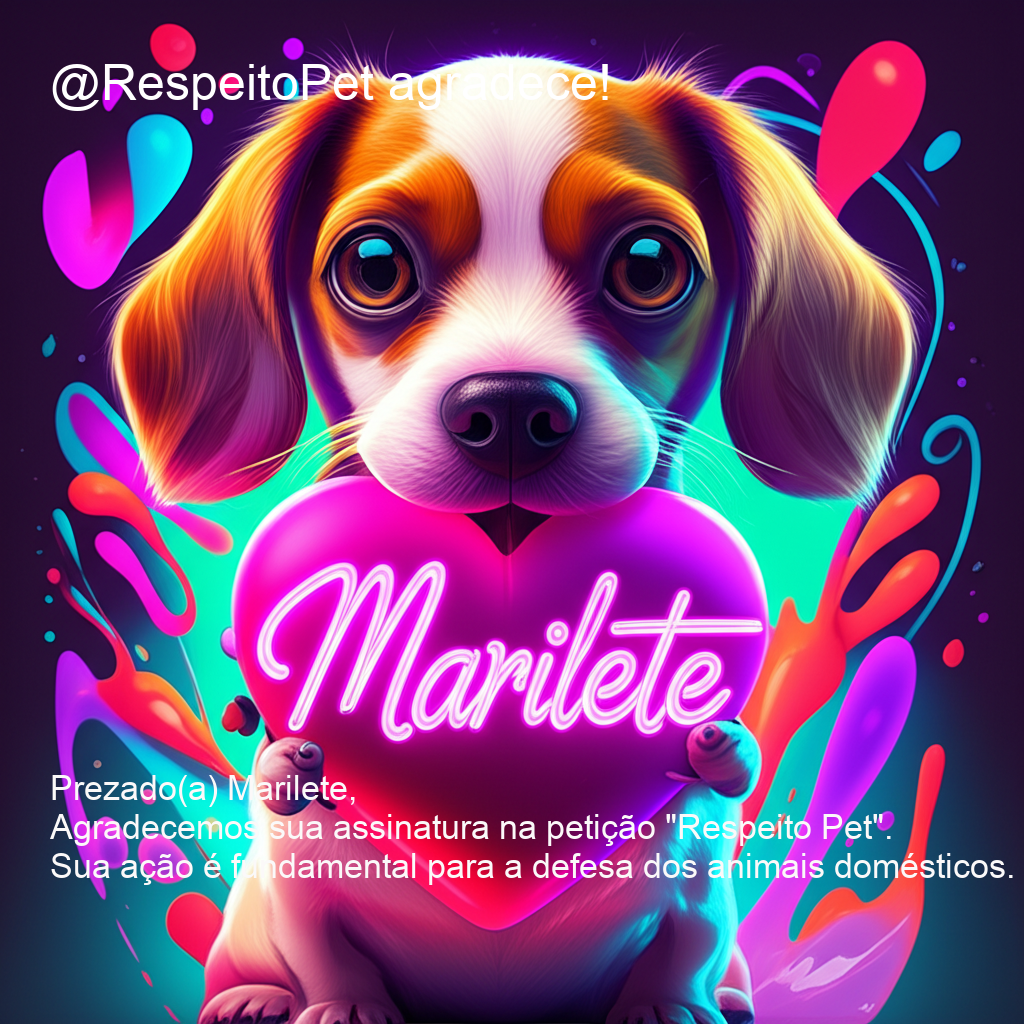 @RespeitoPet agradece!
Marilete
Prezado(a) Marilete,
Agradecemos sua assinatura na petição "Respeito Pet".
Sua ação é fundamental para a defesa dos animais domésticos.